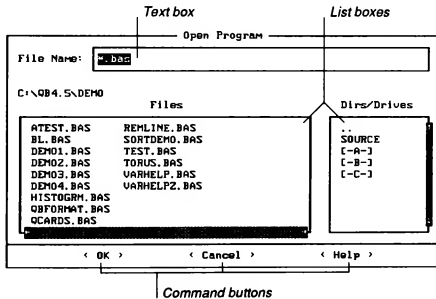 Text box
List boxes
Open Program
File Name: *.bas
C:\QB4.5\DEMO
Files
Dirs/Drives
ATEST.BAS REMLINE.BAS
BL.BAS SORTDEMO.BAS
DEMO1.BAS TEST.BAS
DEMO2.BAS TORUS.BAS
DEMO3.BAS VARHELP.BAS
DEMO4.BAS VARHELP2.BAS
HISTOGRM.BAS
QBFORMAT.BAS
QCARDS.BAS
..
SOURCE
[-A-]
[-B-]
[-C-]
< OK > < Cancel > < Help >
Command buttons